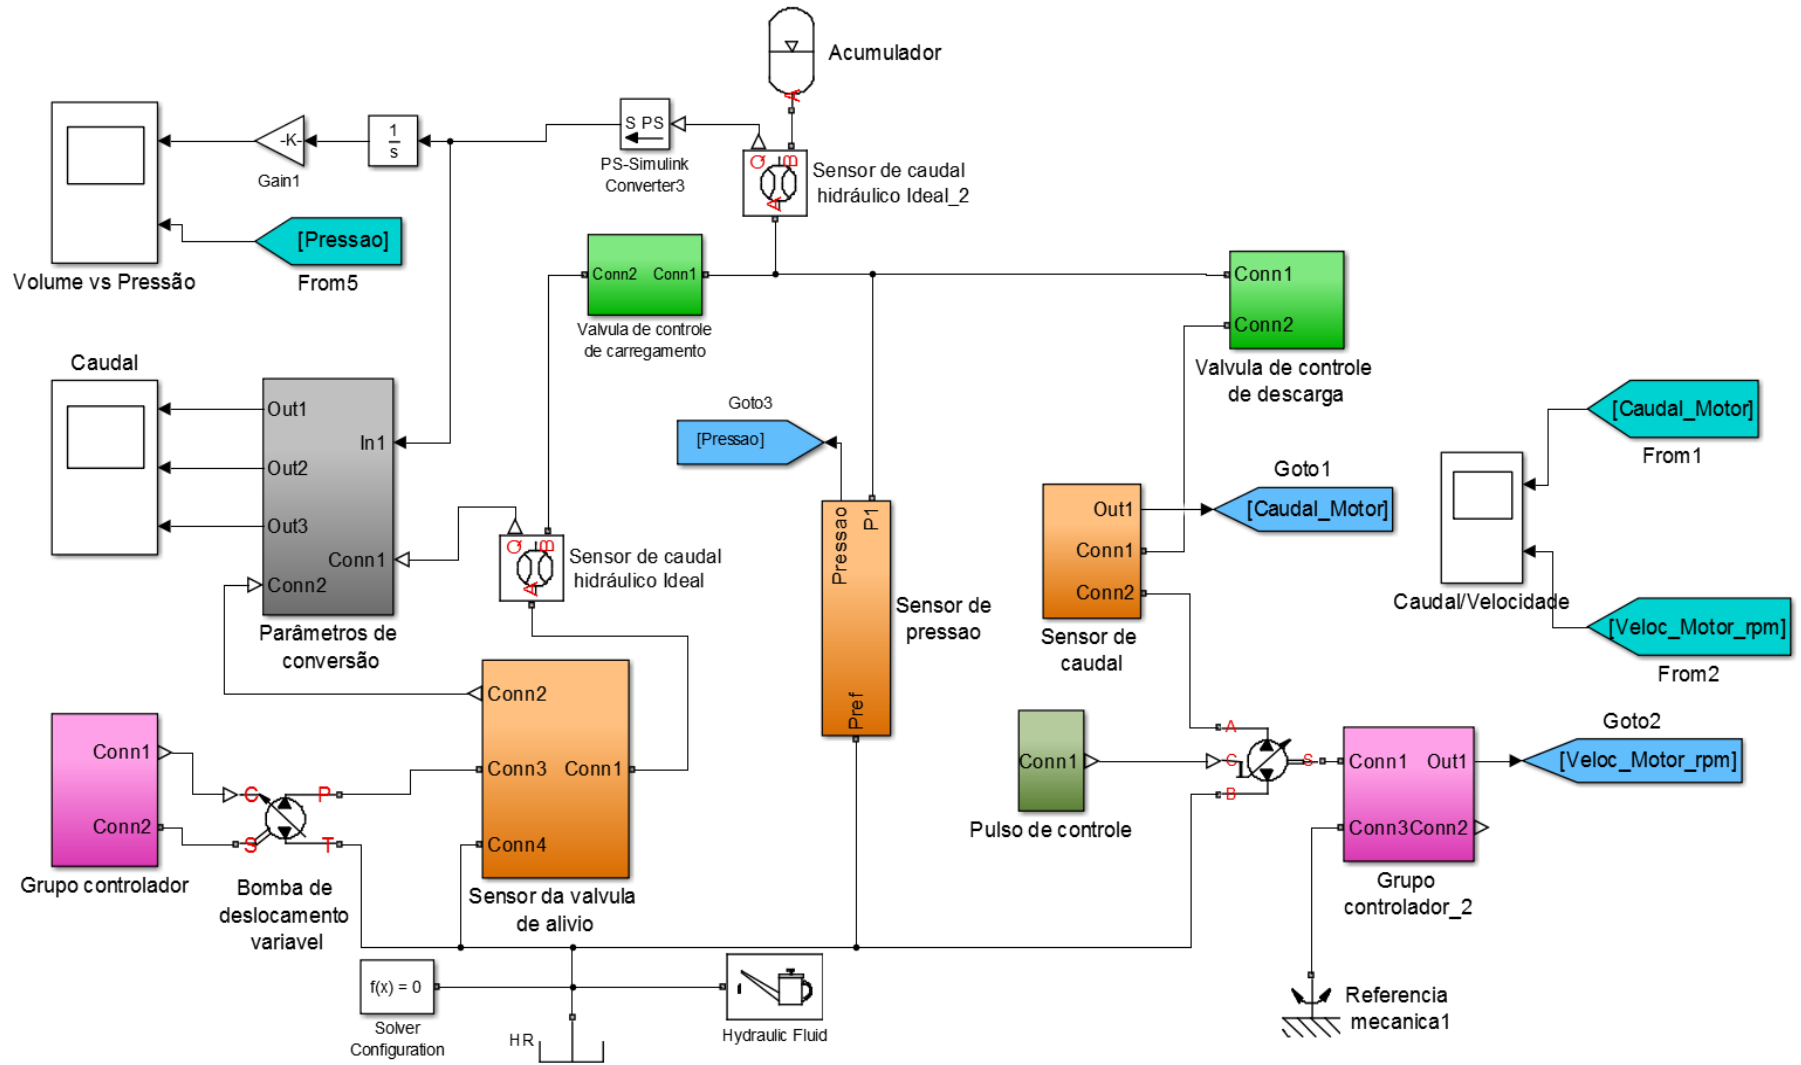 Acumulador
A
S PS
PS-Simulink
Converter3
1
s
-K-
Gain1
Q B
A
Sensor de caudal
hidráulico Ideal_2
[Pressao]
From5
Volume vs Pressão
Conn2 Conn1
Valvula de controle
de carregamento
Conn1
Conn2
Valvula de controle
de descarga
Caudal
Out1
In1
Out2
Out3
Conn1
Conn2
Parâmetros de
conversão
Goto3
[Pressao]
Q B
A
Sensor de caudal
hidráulico Ideal
Pressao
P1
Pref
Sensor de
pressao
Out1
Conn1
Conn2
Sensor de
caudal
Goto1
[Caudal_Motor]
[Caudal_Motor]
From1
Caudal/Velocidade
[Veloc_Motor_rpm]
From2
Conn1
Conn2
Grupo controlador
C P
S T
Bomba de
deslocamento
variavel
Conn2
Conn3 Conn1
Conn4
Sensor da valvula
de alivio
Conn1
Pulso de controle
A
C S
B
Conn1 Out1
Conn3Conn2
Grupo
controlador_2
Goto2
[Veloc_Motor_rpm]
Referencia
mecanica1
f(x) = 0
Solver
Configuration
HR
Hydraulic Fluid